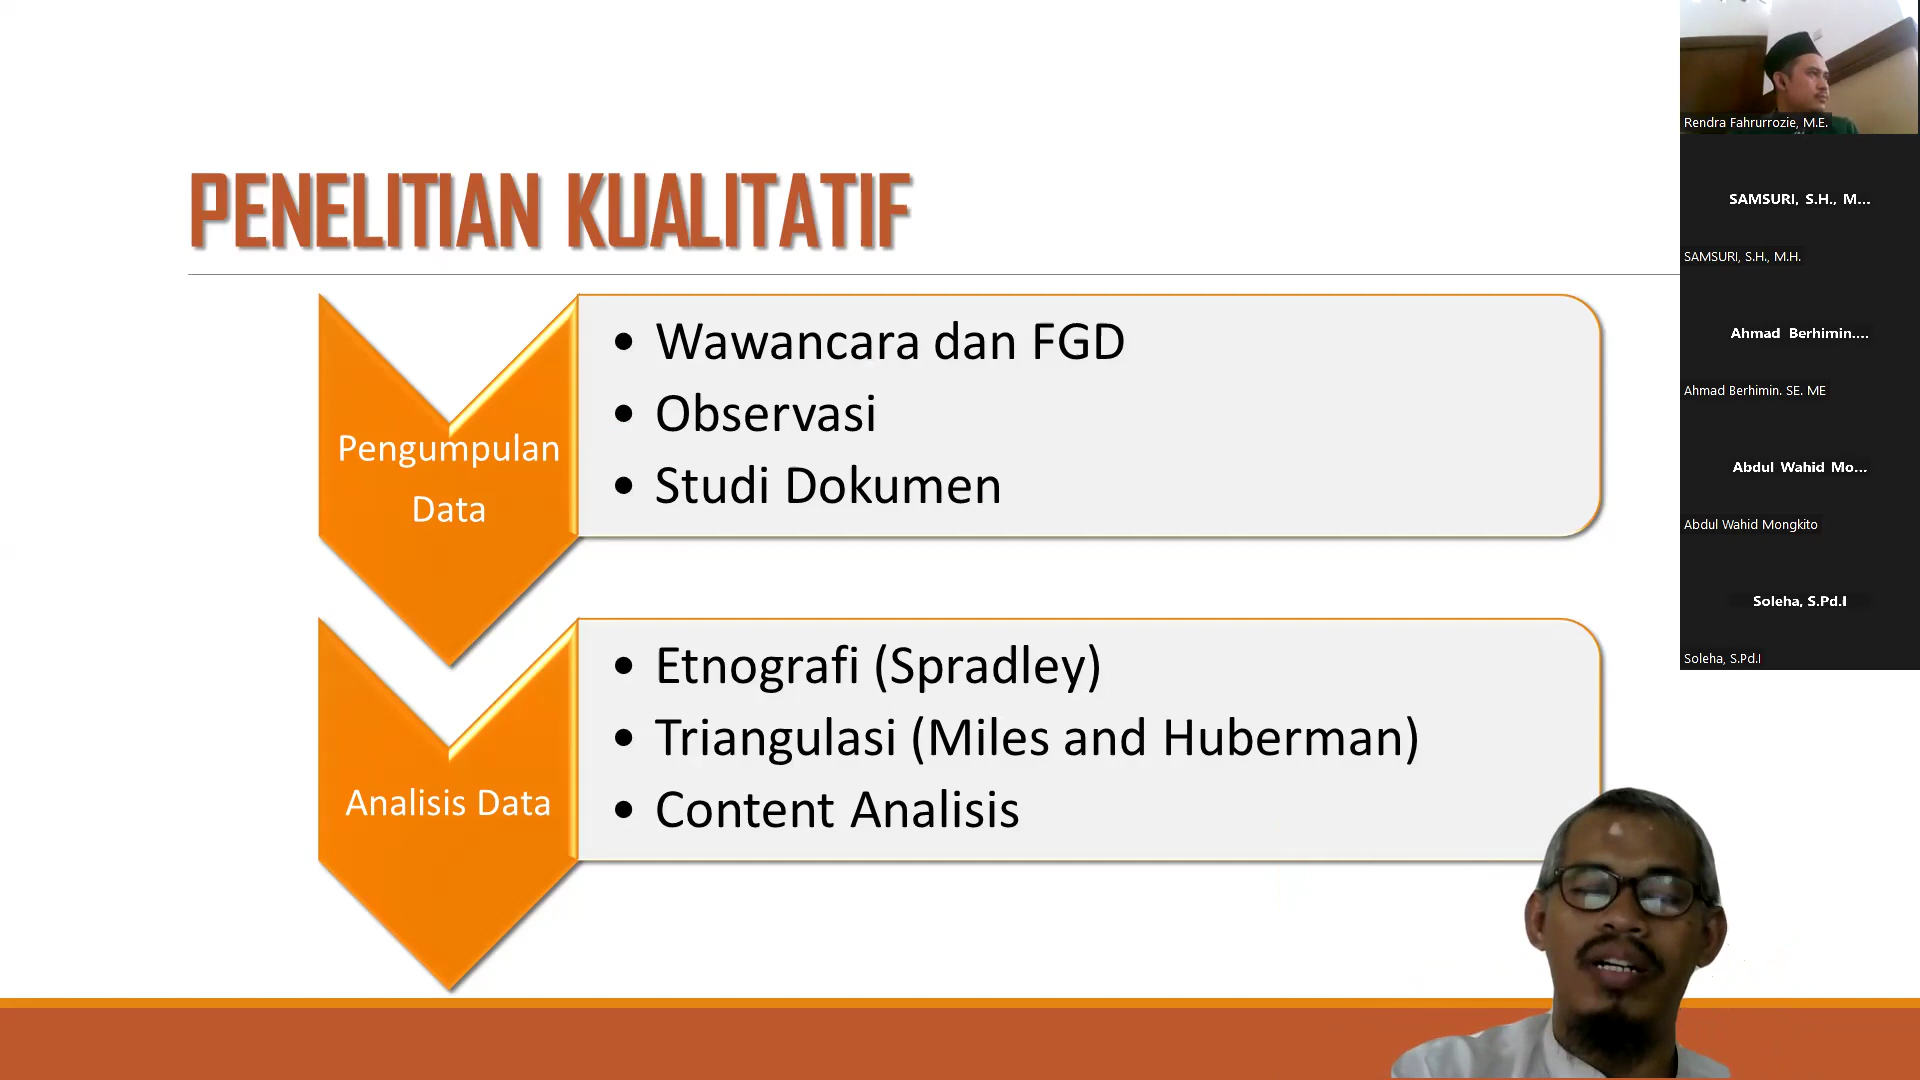 PENELITIAN KUALITATIF
Pengumpulan
Data
• Wawancara dan FGD
• Observasi
• Studi Dokumen
Analisis Data
• Etnografi (Spradley)
• Triangulasi (Miles and Huberman)
• Content Analisis
Rendra Fahrurrozie, M.E.
SAMSURI, S.H., M...
SAMSURI, S.H., M.H.
Ahmad Berhimin....
Ahmad Berhimin. SE. ME
Abdul Wahid Mo...
Abdul Wahid Mongkito
Soleha, S.Pd.I
Soleha, S.Pd.I